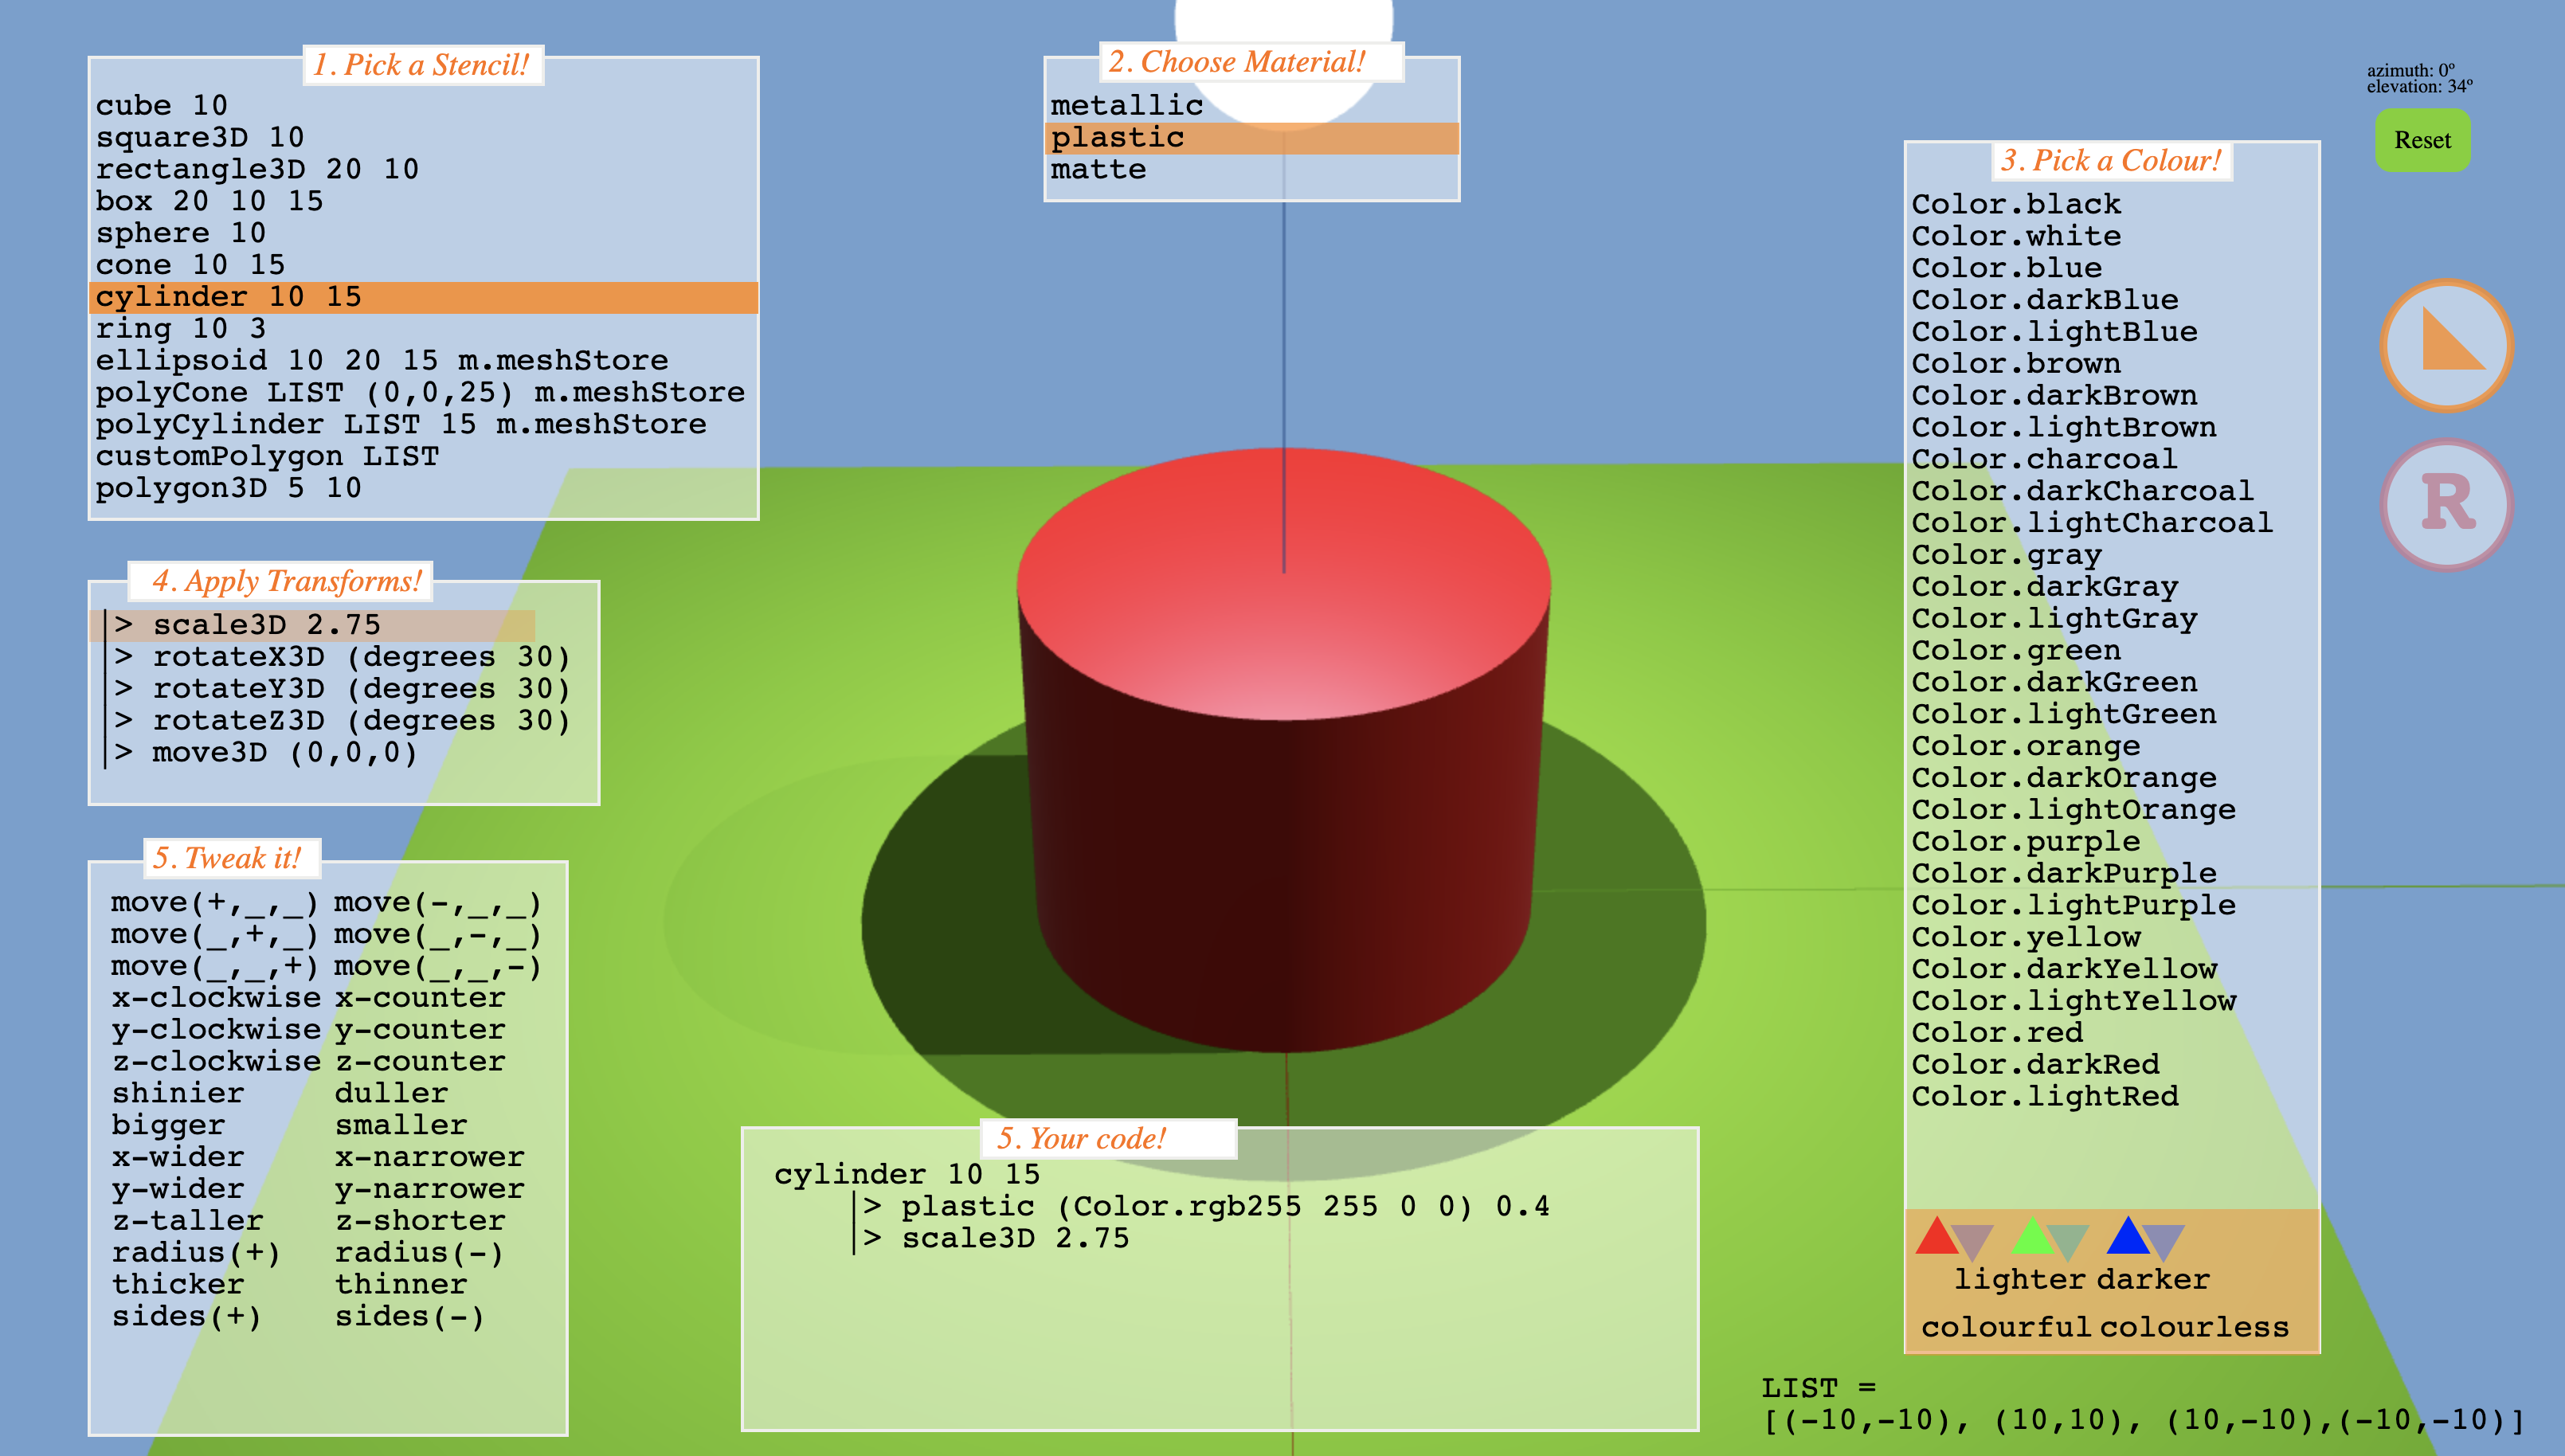 1. Pick a Stencil!
cube 10
square3D 10
rectangle3D 20 10
box 20 10 15
sphere 10
cone 10 15
cylinder 10 15
ring 10 3
ellipsoid 10 20 15 m.meshStore
polyCone LIST (0,0,25) m.meshStore
polyCylinder LIST 15 m.meshStore
customPolygon LIST
polygon3D 5 10
2. Choose Material!
metallic
plastic
matte
azimuth: 0º
elevation: 34º
Reset
3. Pick a Colour!
Color.black
Color.white
Color.blue
Color.darkBlue
Color.lightBlue
Color.brown
Color.darkBrown
Color.lightBrown
Color.charcoal
Color.darkCharcoal
Color.lightCharcoal
Color.gray
Color.darkGray
Color.lightGray
Color.green
Color.darkGreen
Color.lightGreen
Color.orange
Color.darkOrange
Color.lightOrange
Color.purple
Color.darkPurple
Color.lightPurple
Color.yellow
Color.darkYellow
Color.lightYellow
Color.red
Color.darkRed
Color.lightRed
lighter darker
colourful colourless
R
4. Apply Transforms!
|> scale3D 2.75
|> rotateX3D (degrees 30)
|> rotateY3D (degrees 30)
|> rotateZ3D (degrees 30)
|> move3D (0,0,0)
5. Tweak it!
move(+,_,_) move(-,_,_)
move(_,+,_) move(_,-,_)
move(_,_,+) move(_,_,-)
x-clockwise x-counter
y-clockwise y-counter
z-clockwise z-counter
shinier duller
bigger smaller
x-wider x-narrower
y-wider y-narrower
z-taller z-shorter
radius(+) radius(-)
thicker thinner
sides(+) sides(-)
5. Your code!
cylinder 10 15
|> plastic (Color.rgb255 255 0 0) 0.4
|> scale3D 2.75
LIST =
[(-10,-10), (10,10), (10,-10),(-10,-10)]